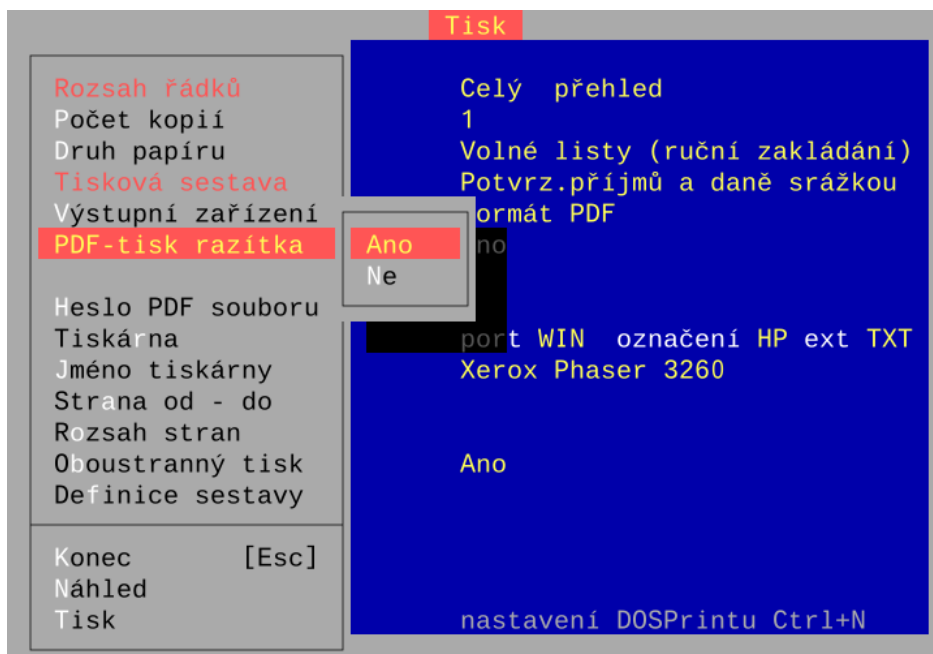 Tisk
Rozsah řádků Celý přehled
Počet kopií 1
Druh papíru Volné listy (ruční zakládání)
Tisková sestava Potvrz.příjmů a daně srážkou
Výstupní zařízení ormát PDF
PDF-tisk razítka Ano no
Ne
Heslo PDF souboru
Tiskárna port WIN označení HP ext TXT
Jméno tiskárny Xerox Phaser 3260
Strana od - do
Rozsah stran
Oboustranný tisk Ano
Definice sestavy
Konec [Esc]
Náhled
Tisk nastavení DOSPrintu Ctrl+N